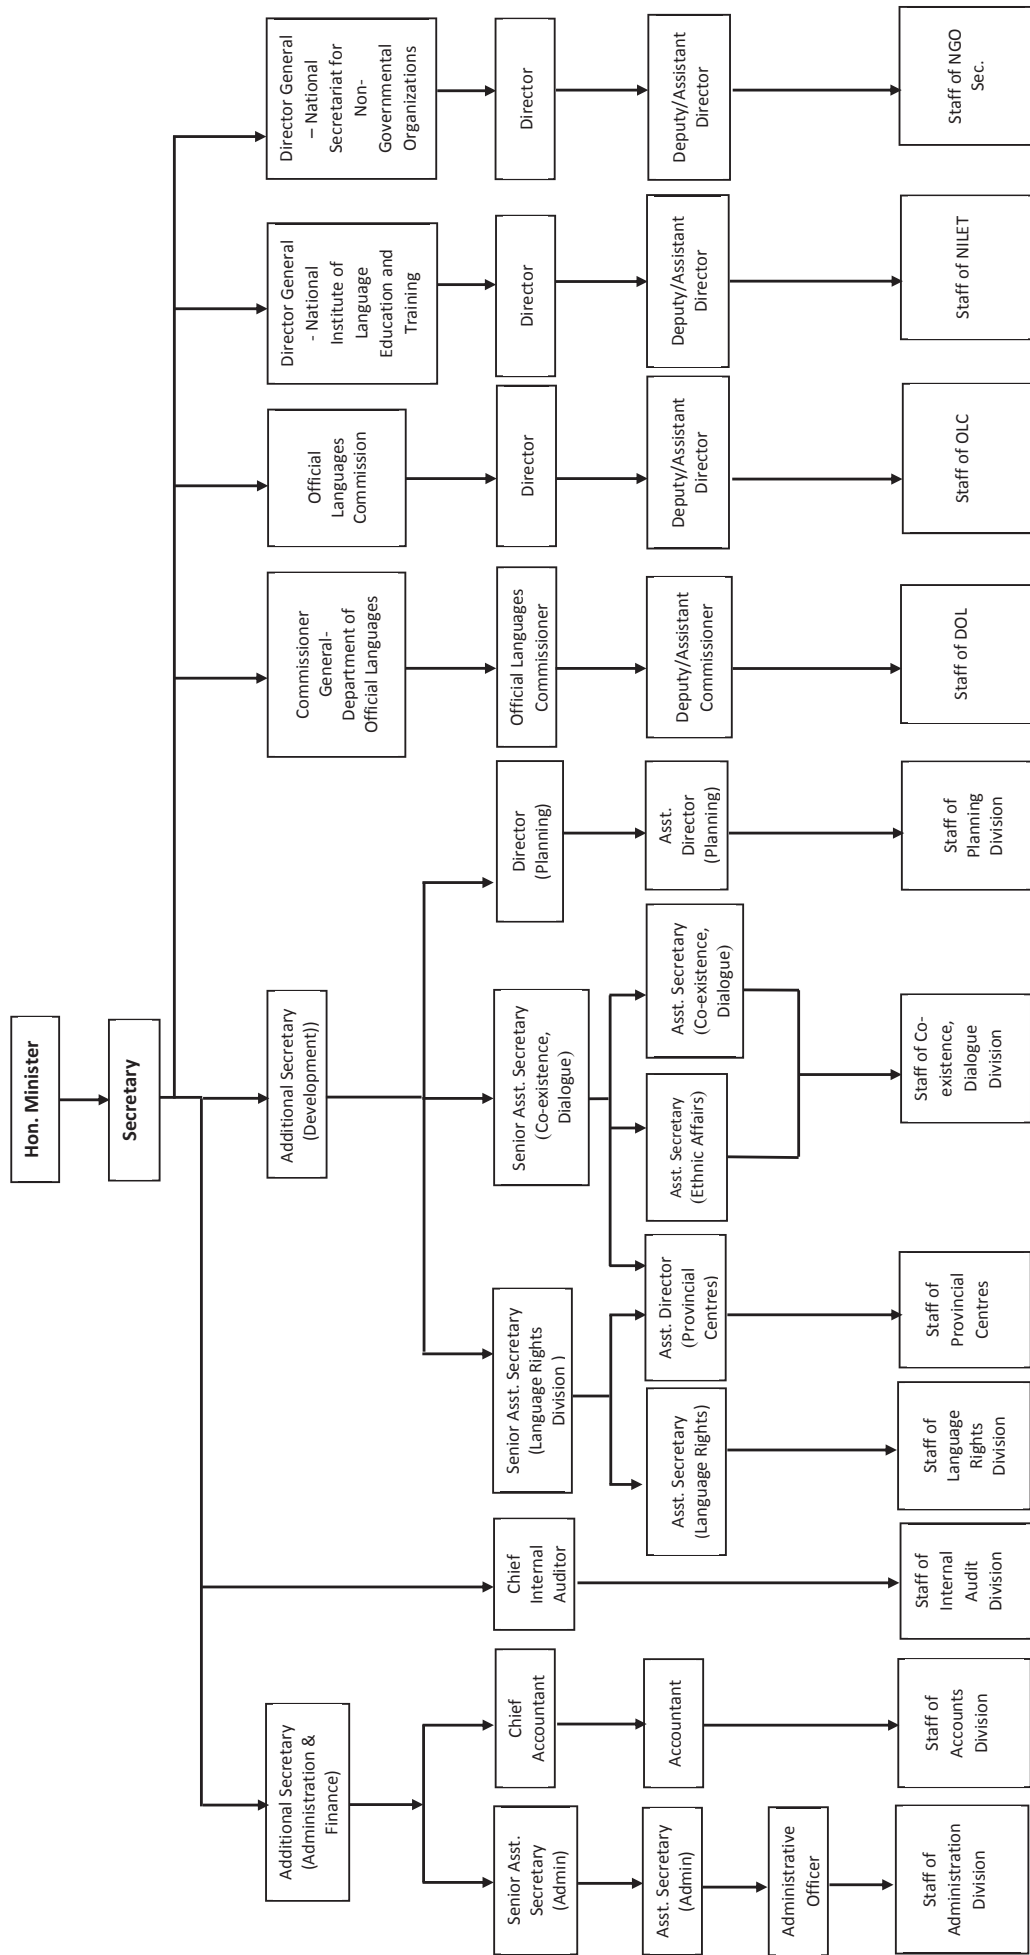 Hon. Minister
Secretary
Additional Secretary
(Administration &
Finance)
Additional Secretary
(Development))
Commissioner
General-
Department of
Official Languages
Official
Languages
Commission
Director General
- National
Institute of
Language
Education and
Training
Director General
– National
Secretariat for
Non-
Governmental
Organizations
Senior Asst.
Secretary
(Admin)
Chief
Accountant
Chief
Internal
Auditor
Senior Asst. Secretary
(Language Rights
Division )
Senior Asst. Secretary
(Co-existence,
Dialogue)
Director
(Planning)
Official Languages
Commissioner
Director
Director
Director
Asst. Secretary
(Admin)
Accountant
Asst. Secretary
(Language Rights)
Asst. Director
(Provincial
Centres)
Asst. Secretary
(Ethnic Affairs)
Asst. Secretary
(Co-existence,
Dialogue)
Asst.
Director
(Planning)
Deputy/Assistant
Commissioner
Deputy/Assistant
Director
Deputy/Assistant
Director
Deputy/Assistant
Director
Administrative
Officer
Staff of
Administration
Division
Staff of
Accounts
Division
Staff of
Internal
Audit
Division
Staff of
Language
Rights
Division
Staff of
Provincial
Centres
Staff of Co-
existence,
Dialogue
Division
Staff of
Planning
Division
Staff of DOL
Staff of OLC
Staff of NILET
Staff of NGO
Sec.